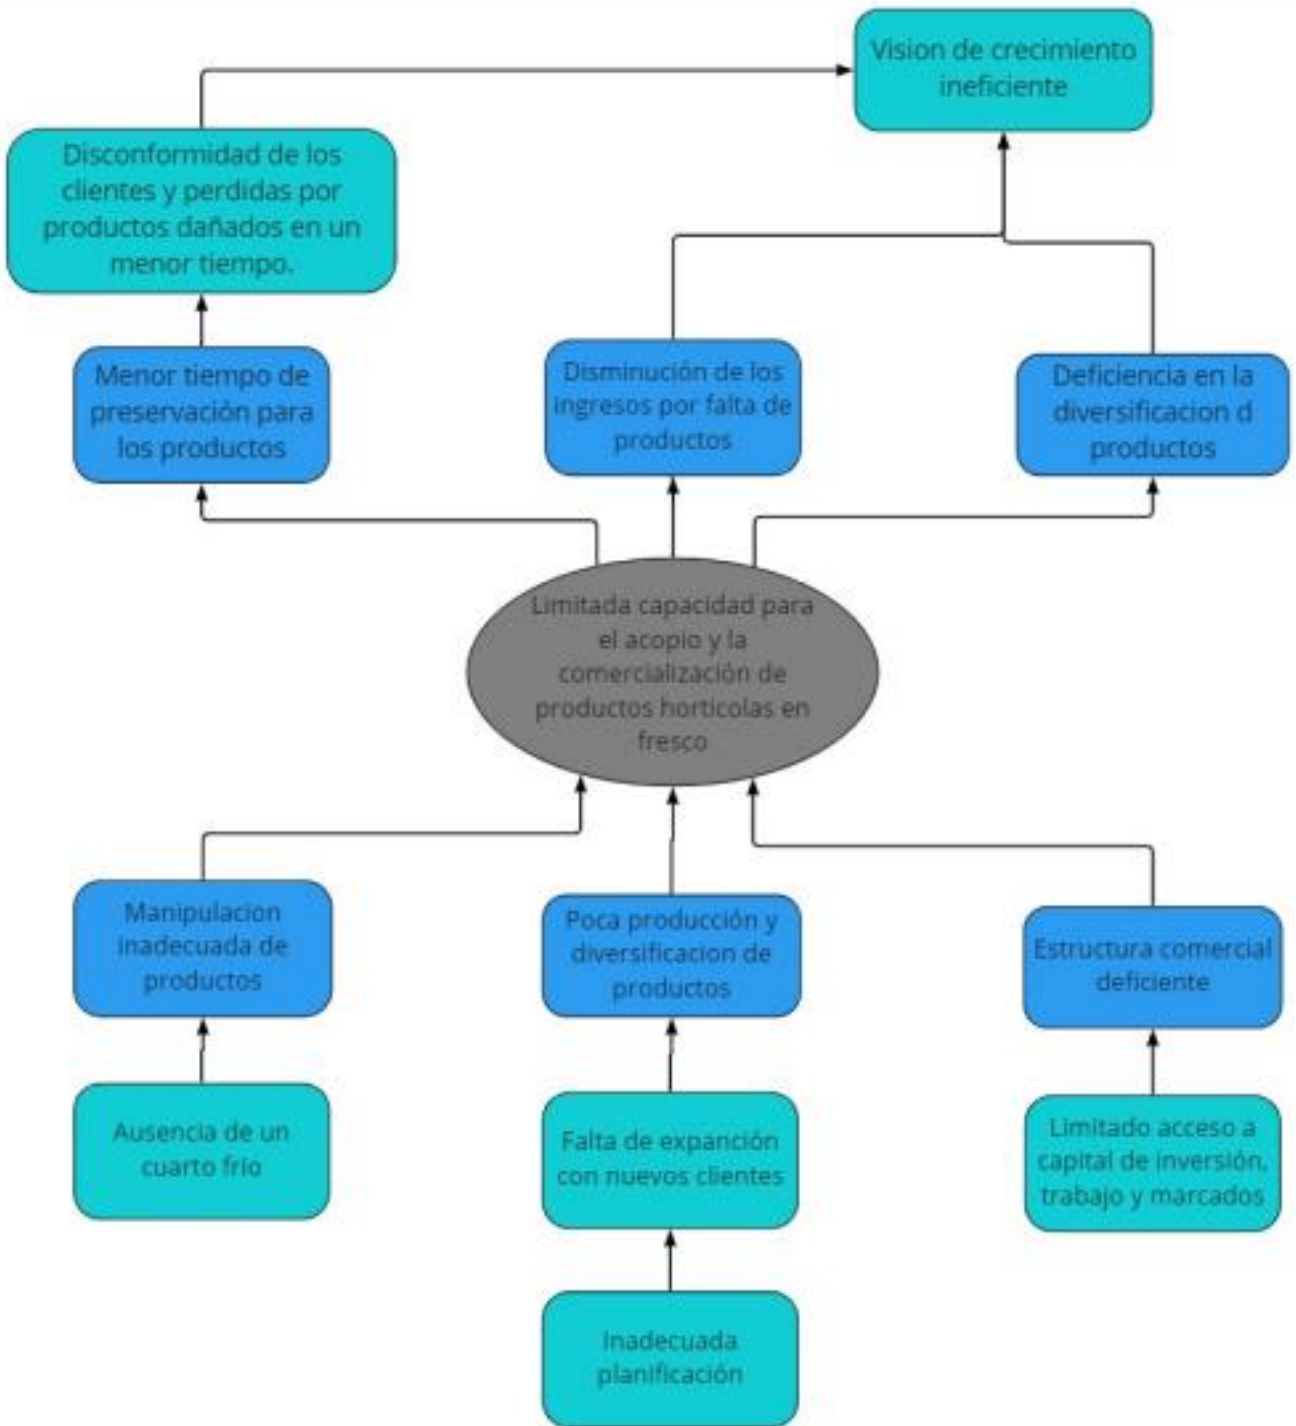 Vision de crecimiento
ineficiente
Disconformidad de los
clientes y perdidas por
productos dañados en un
menor tiempo.
Menor tiempo de
preservación para
los productos
Disminución de los
ingresos por falta de
productos
Deficiencia en la
diversificacion d
productos
Limitada capacidad para
el acopio y la
comercialización de
productos horticolas en
fresco
Manipulacion
inadecuada de
productos
Poca producción y
diversificacion de
productos
Estructura comercial
deficiente
Ausencia de un
cuarto frio
Falta de expanción
con nuevos clientes
Limitado acceso a
capital de inversión,
trabajo y marcados
Inadecuada
planificación